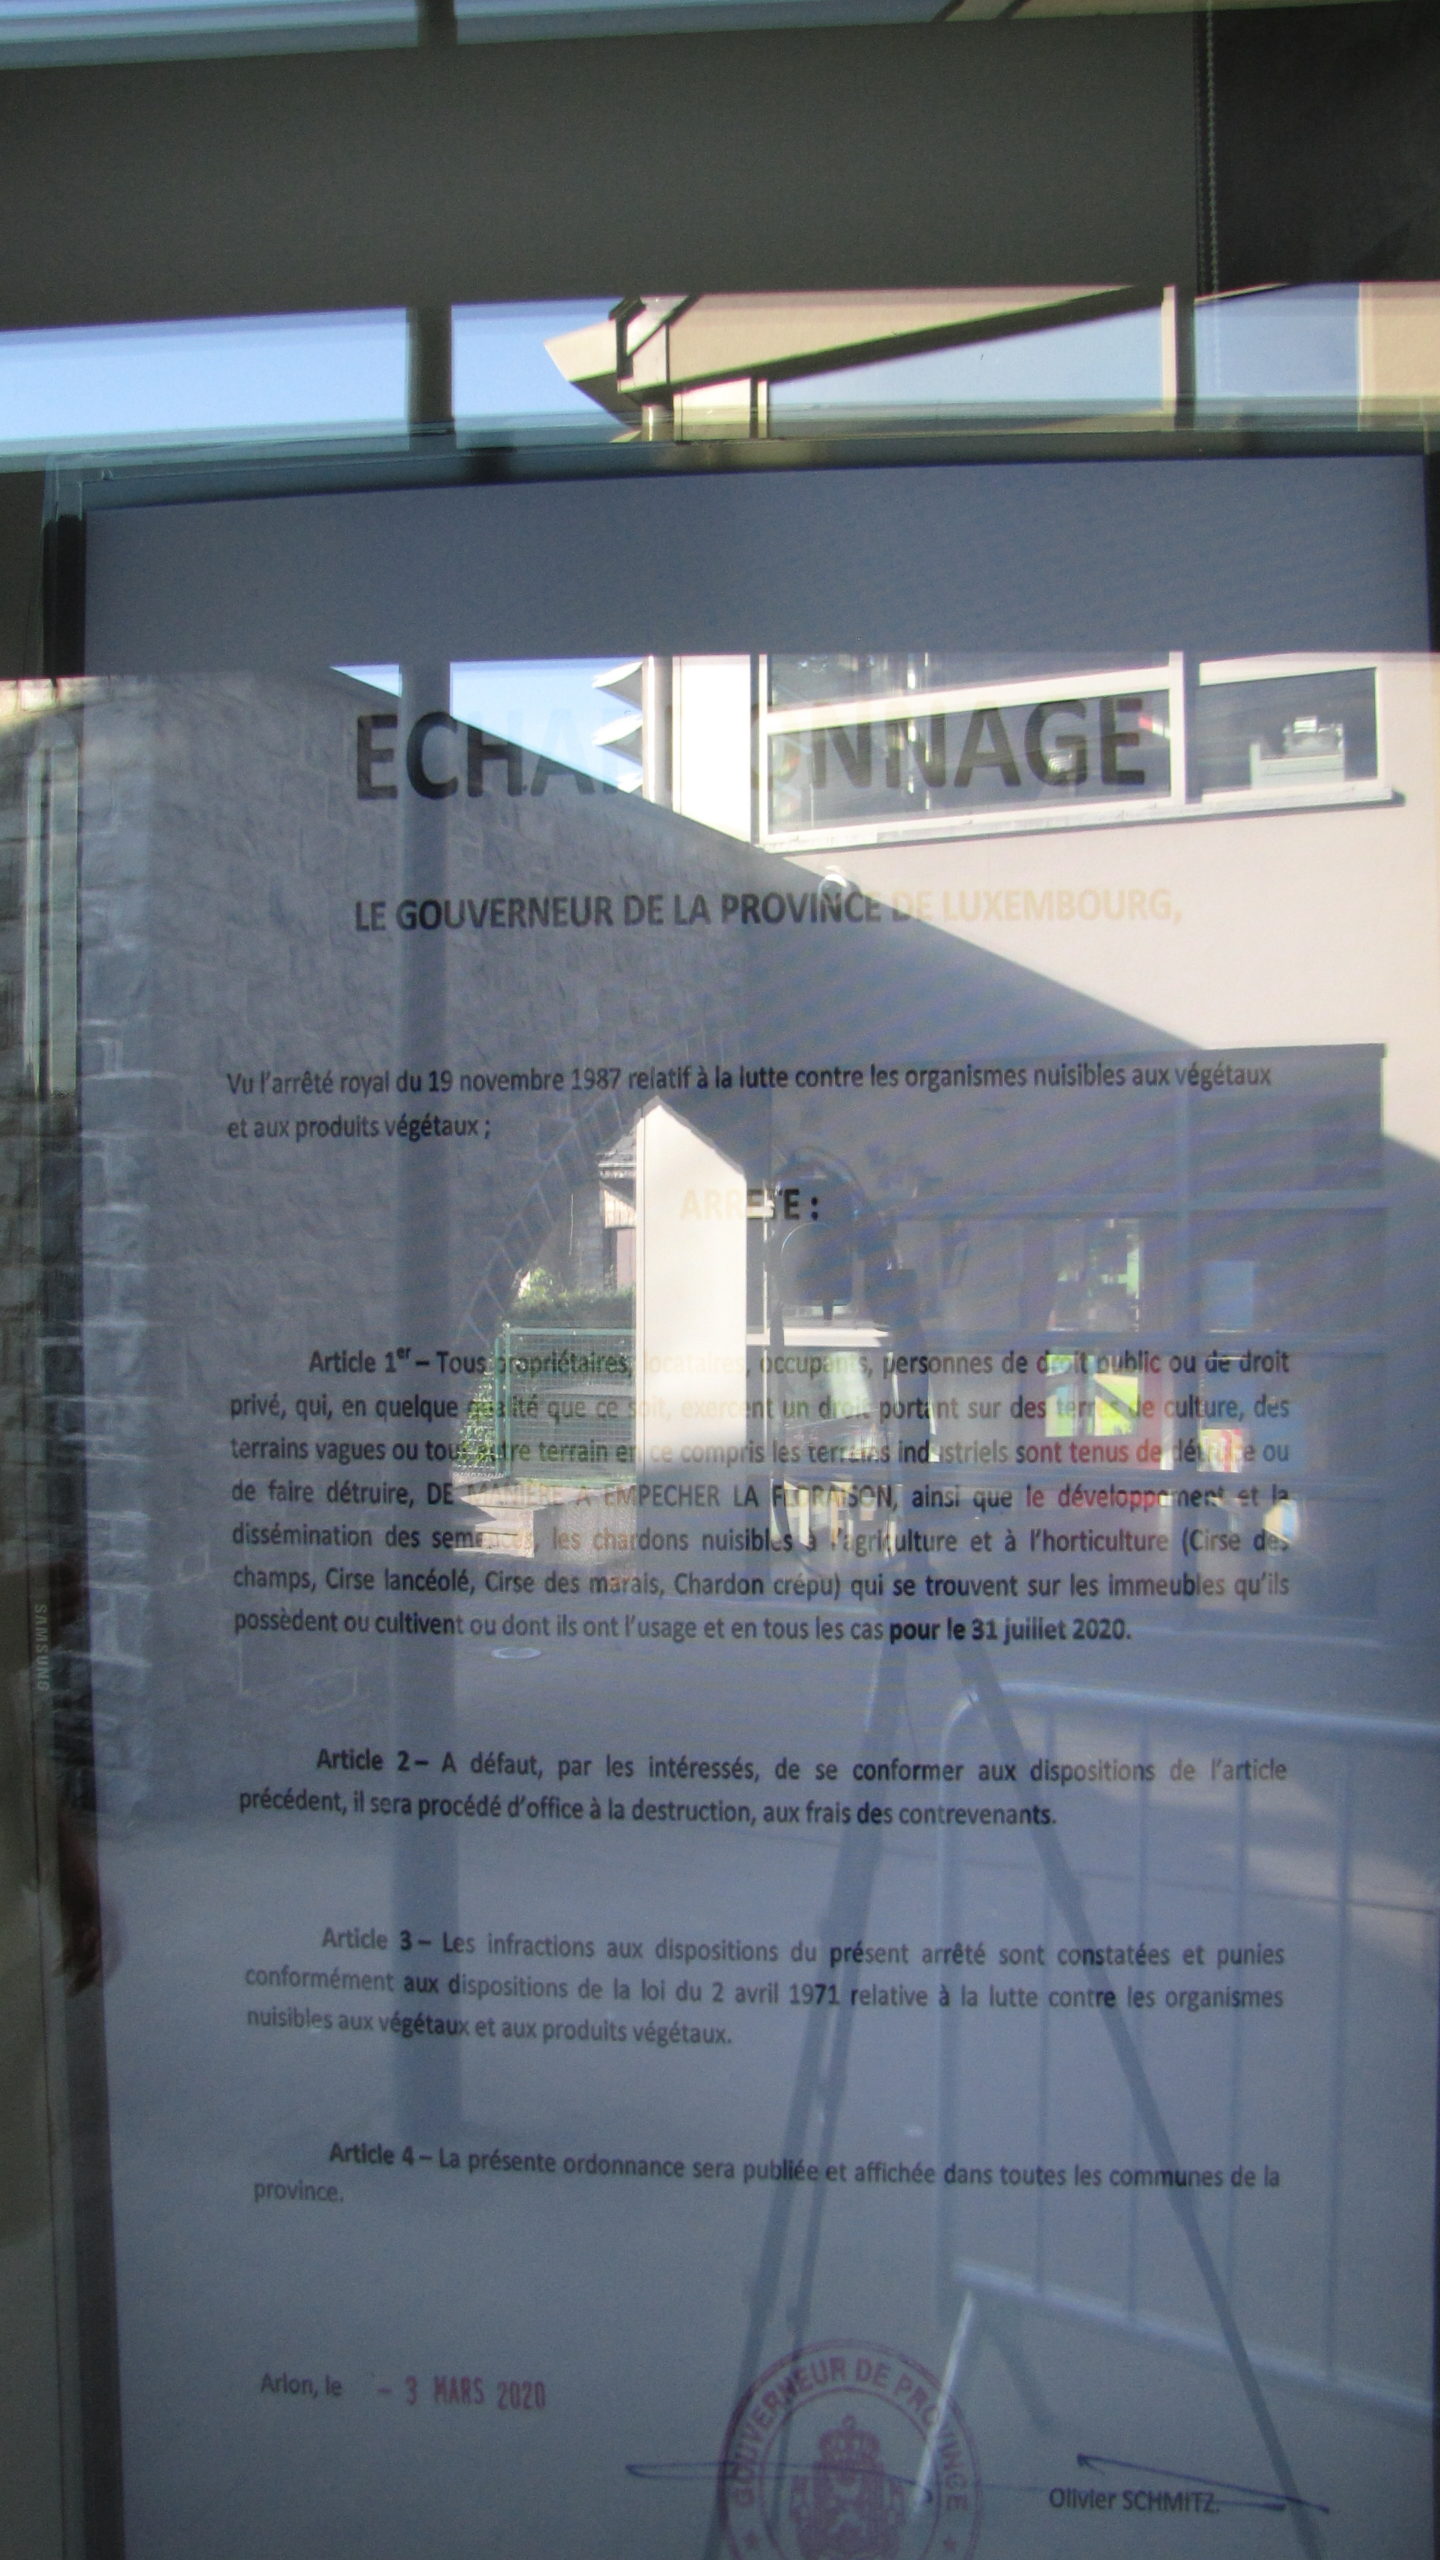 ECHARDONNAGE
LE GOUVERNEUR DE LA PROVINCE DE LUXEMBOURG,
Vu l'arrêté royal du 19 novembre 1987 relatif à la lutte contre les organismes nuisibles aux végétaux
et aux produits végétaux ;
ARRETE :
Article 1er – Tous propriétaires, locataires, occupants, personnes de droit public ou de droit
privé, qui, en quelque qualité que ce soit, exercent un droit portant sur des terres de culture, des
terrains vagues ou tout autre terrain en ce compris les terrains industriels sont tenus de détruire ou
de faire détruire, DE MANIERE A EMPECHER LA FLORAISON, ainsi que le développement et la
dissémination des semences, les chardons nuisibles à l'agriculture et à l'horticulture (Cirse des
champs, Cirse lancéolé, Cirse des marais, Chardon crépu) qui se trouvent sur les immeubles qu'ils
possèdent ou cultivent ou dont ils ont l'usage et en tous les cas pour le 31 juillet 2020.
Article 2 – A défaut, par les intéressés, de se conformer aux dispositions de l'article
précédent, il sera procédé d'office à la destruction, aux frais des contrevenants.
Article 3 – Les infractions aux dispositions du présent arrêté sont constatées et punies
conformément aux dispositions de la loi du 2 avril 1971 relative à la lutte contre les organismes
nuisibles aux végétaux et aux produits végétaux.
Article 4 – La présente ordonnance sera publiée et affichée dans toutes les communes de la
province.
Arlon, le - 3 MARS 2020
GOUVERNEUR DE PROVINCE
Olivier SCHMITZ.
SAMSUNG